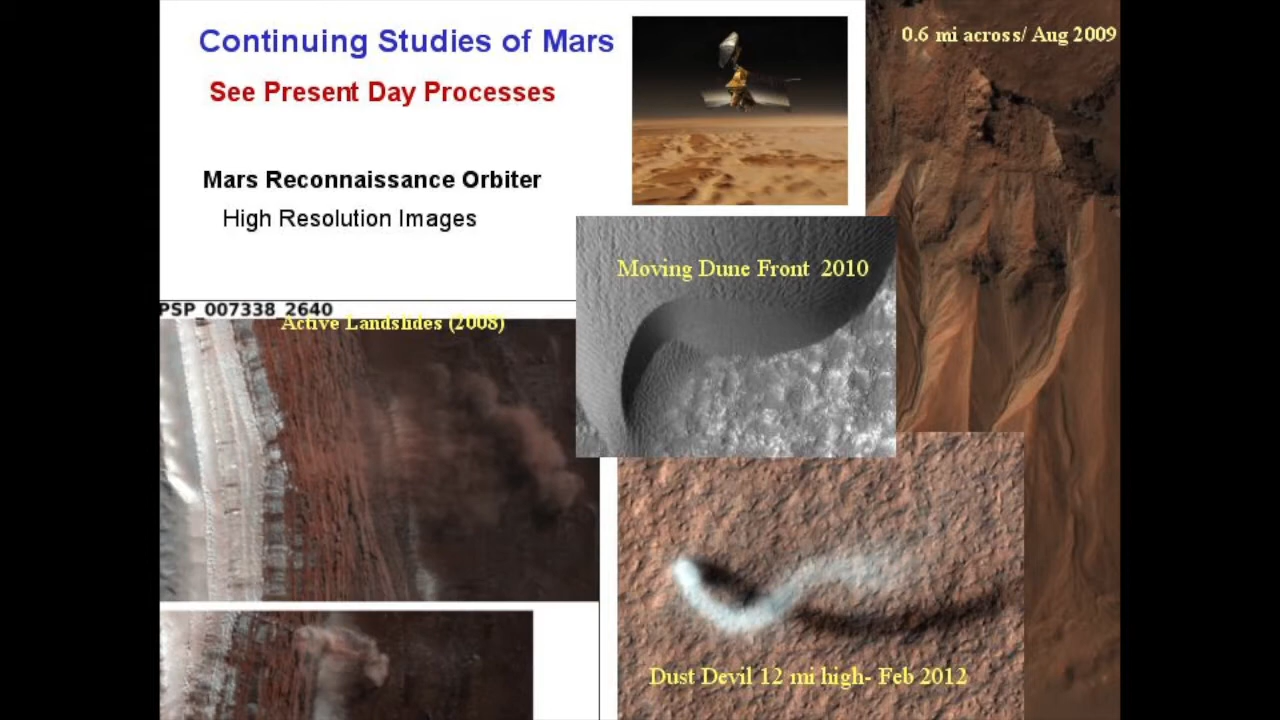 Continuing Studies of Mars
See Present Day Processes
Mars Reconnaissance Orbiter
High Resolution Images
0.6 mi across/ Aug 2009
Moving Dune Front 2010
PSP_007338_2640
Active Landslides (2008)
Dust Devil 12 mi high- Feb 2012